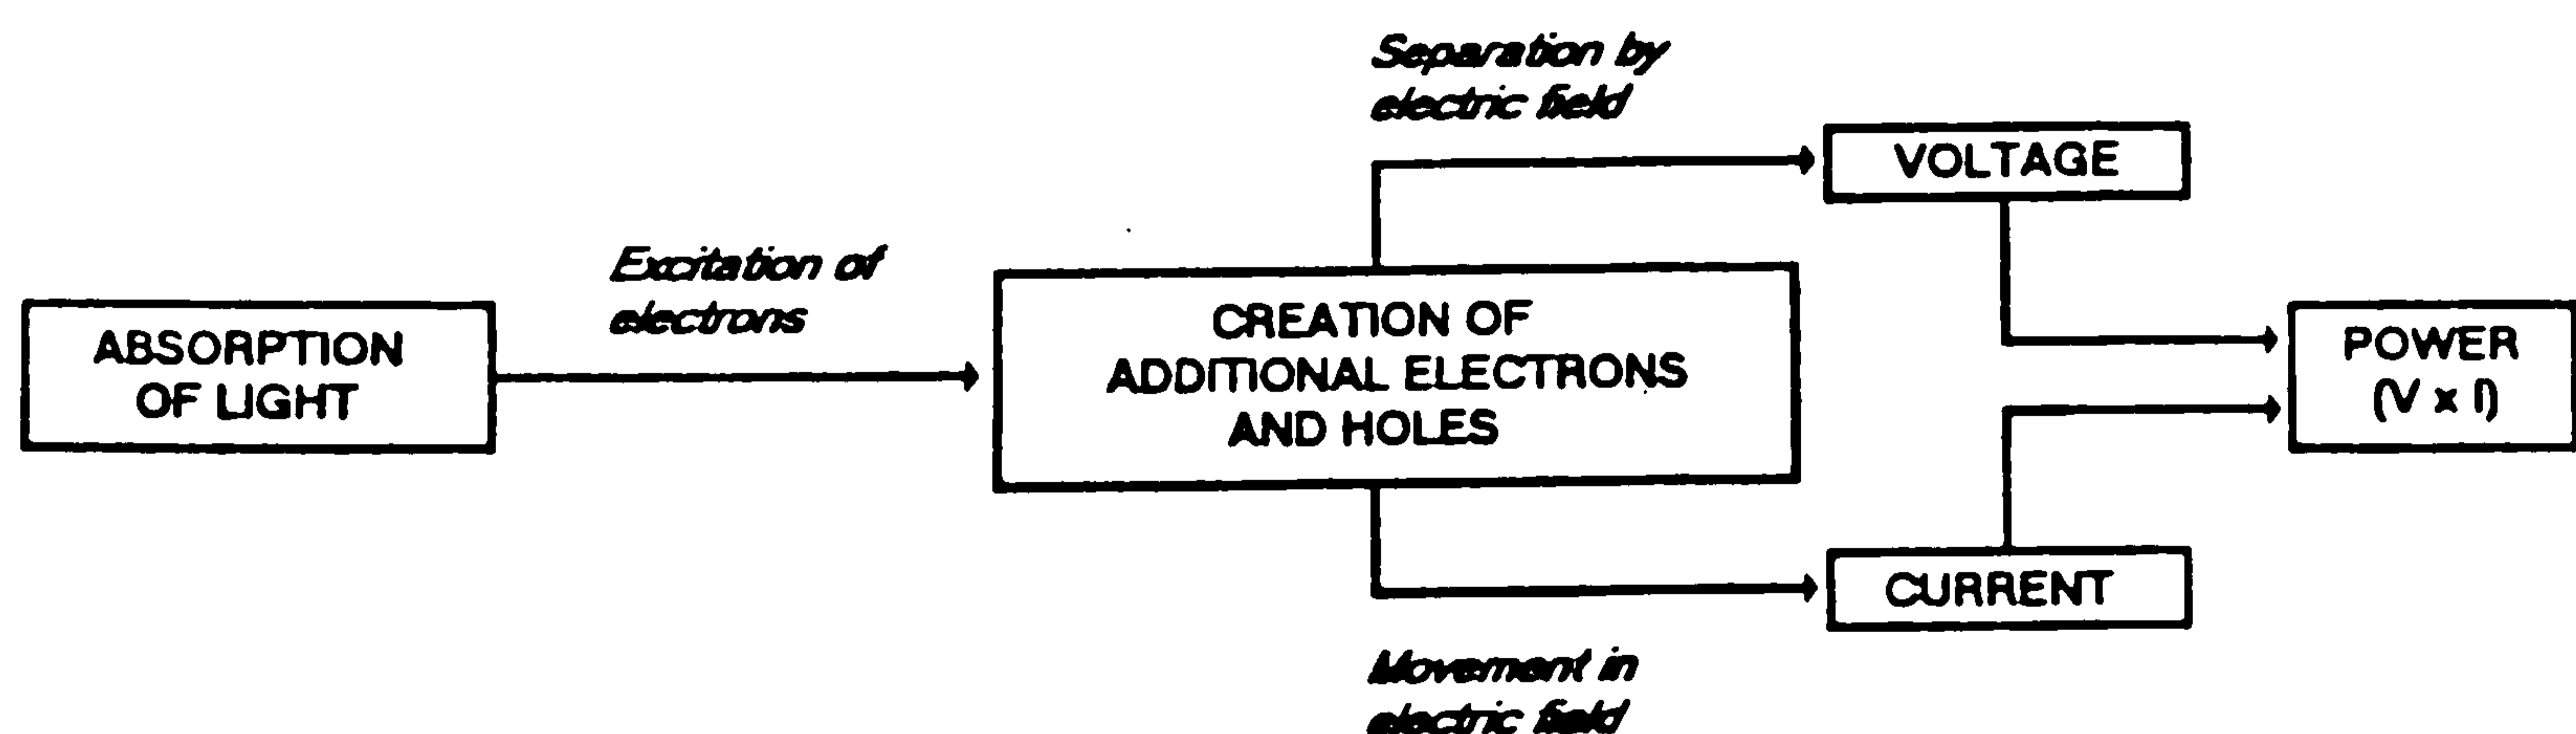 Separation by
electric field
VOLTAGE
Excitation of
electrons
ABSORPTION
OF LIGHT
CREATION OF
ADDITIONAL ELECTRONS
AND HOLES
POWER
(V x I)
CURRENT
Movement in
electric field